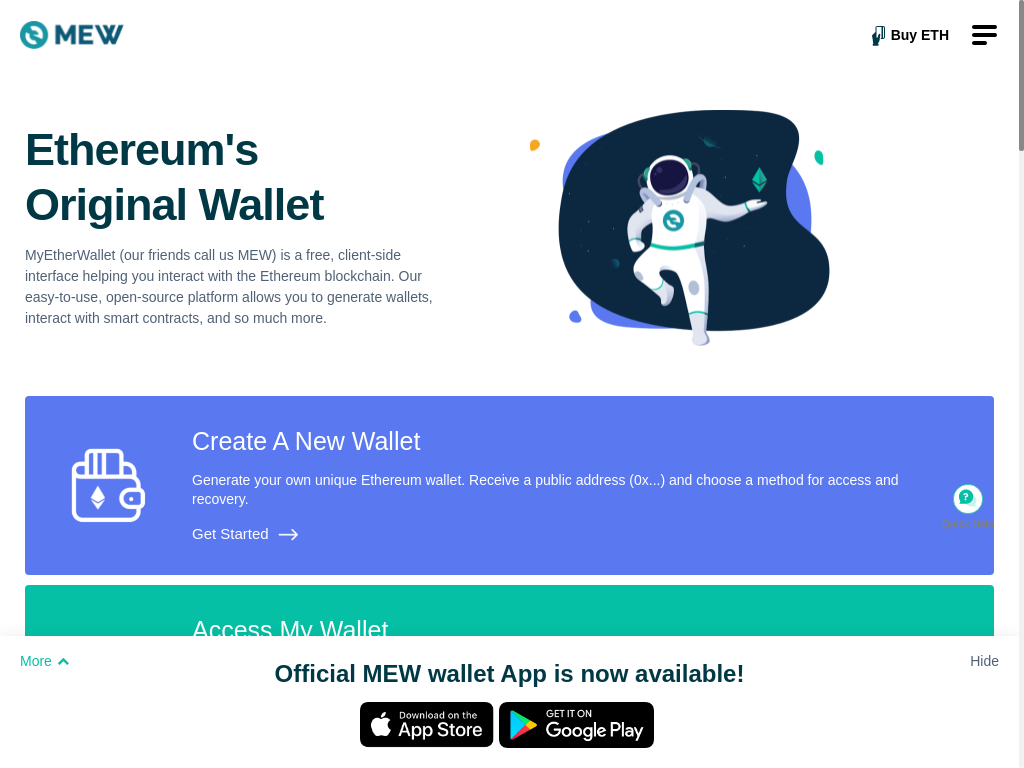 MEW
Buy ETH
Ethereum's
Original Wallet
MyEtherWallet (our friends call us MEW) is a free, client-side
interface helping you interact with the Ethereum blockchain. Our
easy-to-use, open-source platform allows you to generate wallets,
interact with smart contracts, and so much more.
Create A New Wallet
Generate your own unique Ethereum wallet. Receive a public address (0x...) and choose a method for access and
recovery.
Get Started
?
Quick help
Access My Wallet
More
Hide
Official MEW wallet App is now available!
Download on the
App Store
GET IT ON
Google Play